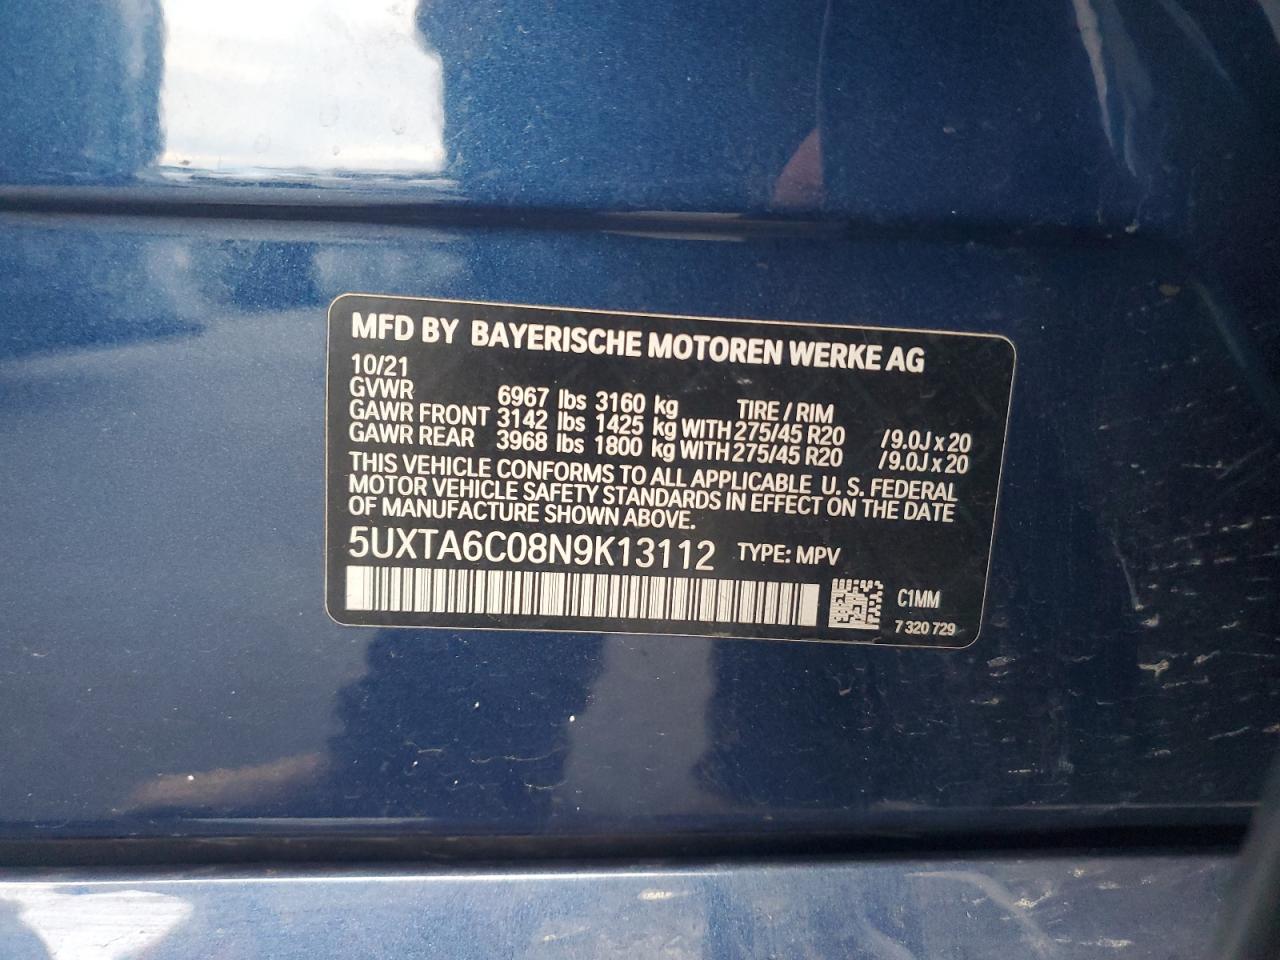 MFD BY BAYERISCHE MOTOREN WERKE AG
10/21
GVWR 6967 lbs 3160 kg TIRE / RIM
GAWR FRONT 3142 lbs 1425 kg WITH 275/45 R20 /9.0J x 20
GAWR REAR 3968 lbs 1800 kg WITH 275/45 R20 /9.0J x 20
THIS VEHICLE CONFORMS TO ALL APPLICABLE U. S. FEDERAL
MOTOR VEHICLE SAFETY STANDARDS IN EFFECT ON THE DATE
OF MANUFACTURE SHOWN ABOVE.
5UXTA6C08N9K13112 TYPE: MPV
C1MM
7 320 729